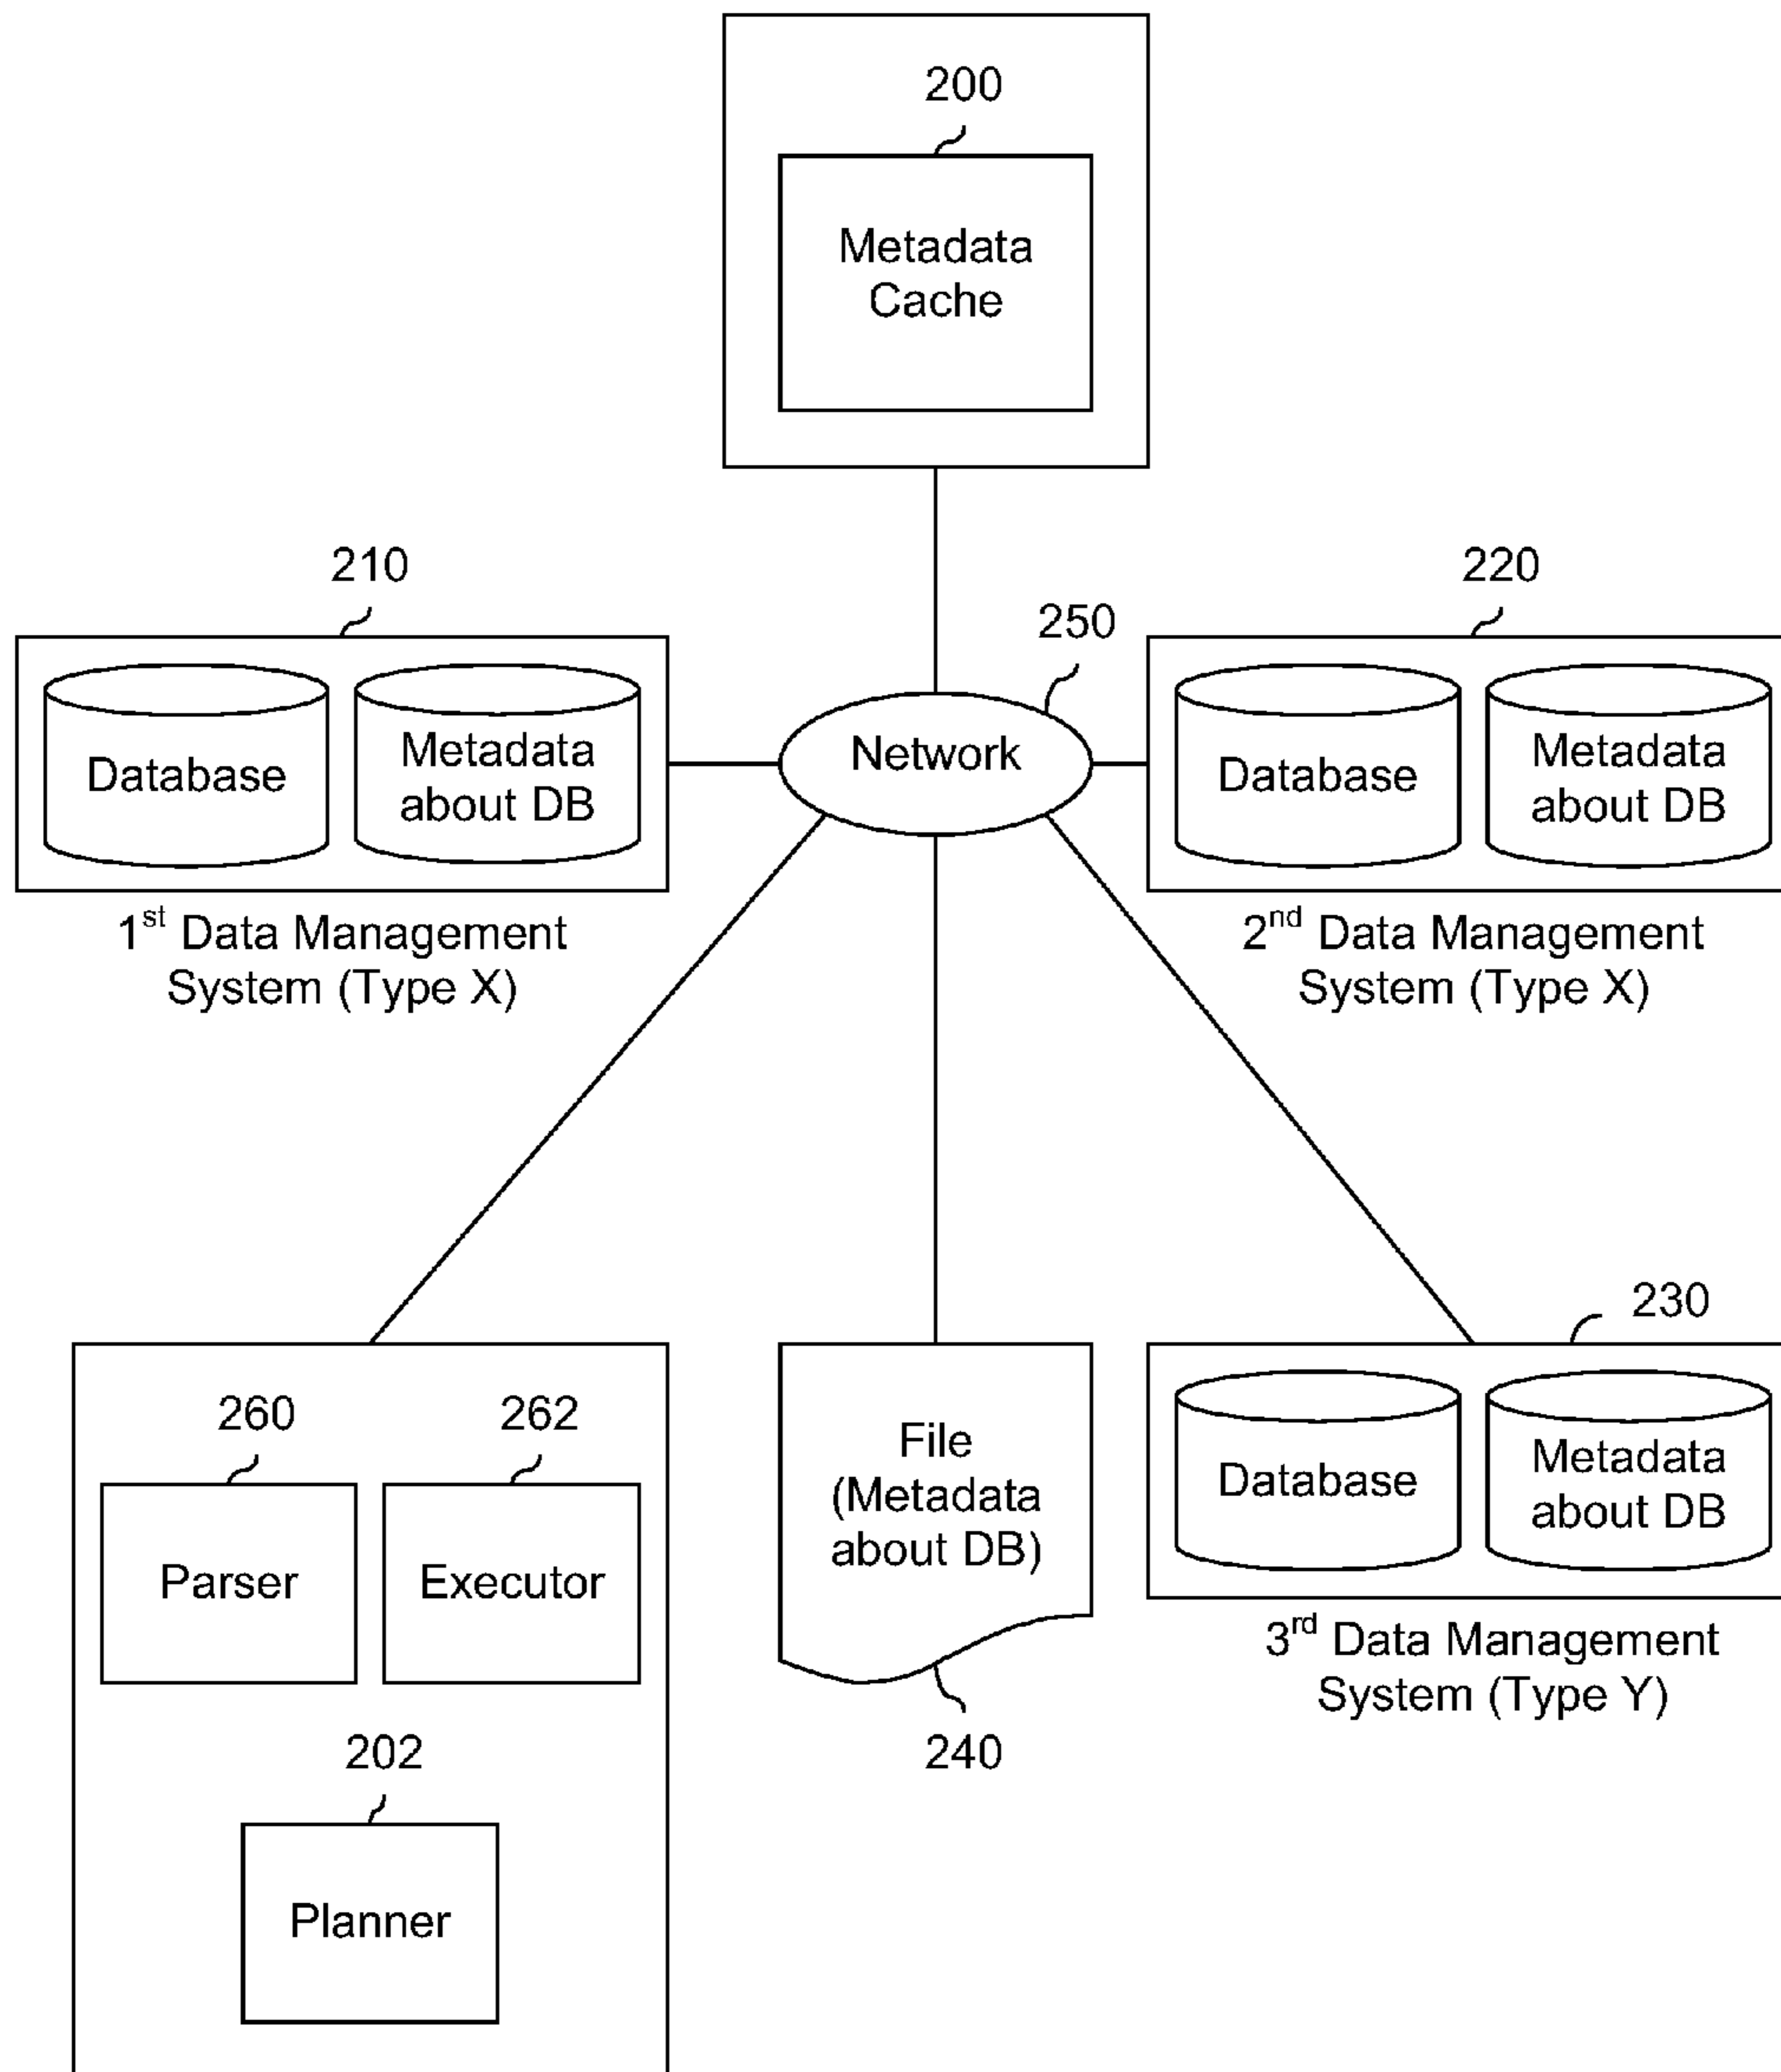 200
Metadata
Cache
210
220
250
Database
Metadata
about DB
Network
Database
Metadata
about DB
1st Data Management
System (Type X)
2nd Data Management
System (Type X)
230
260
262
Parser
Executor
File
(Metadata
about DB)
Database
Metadata
about DB
3rd Data Management
System (Type Y)
202
240
Planner